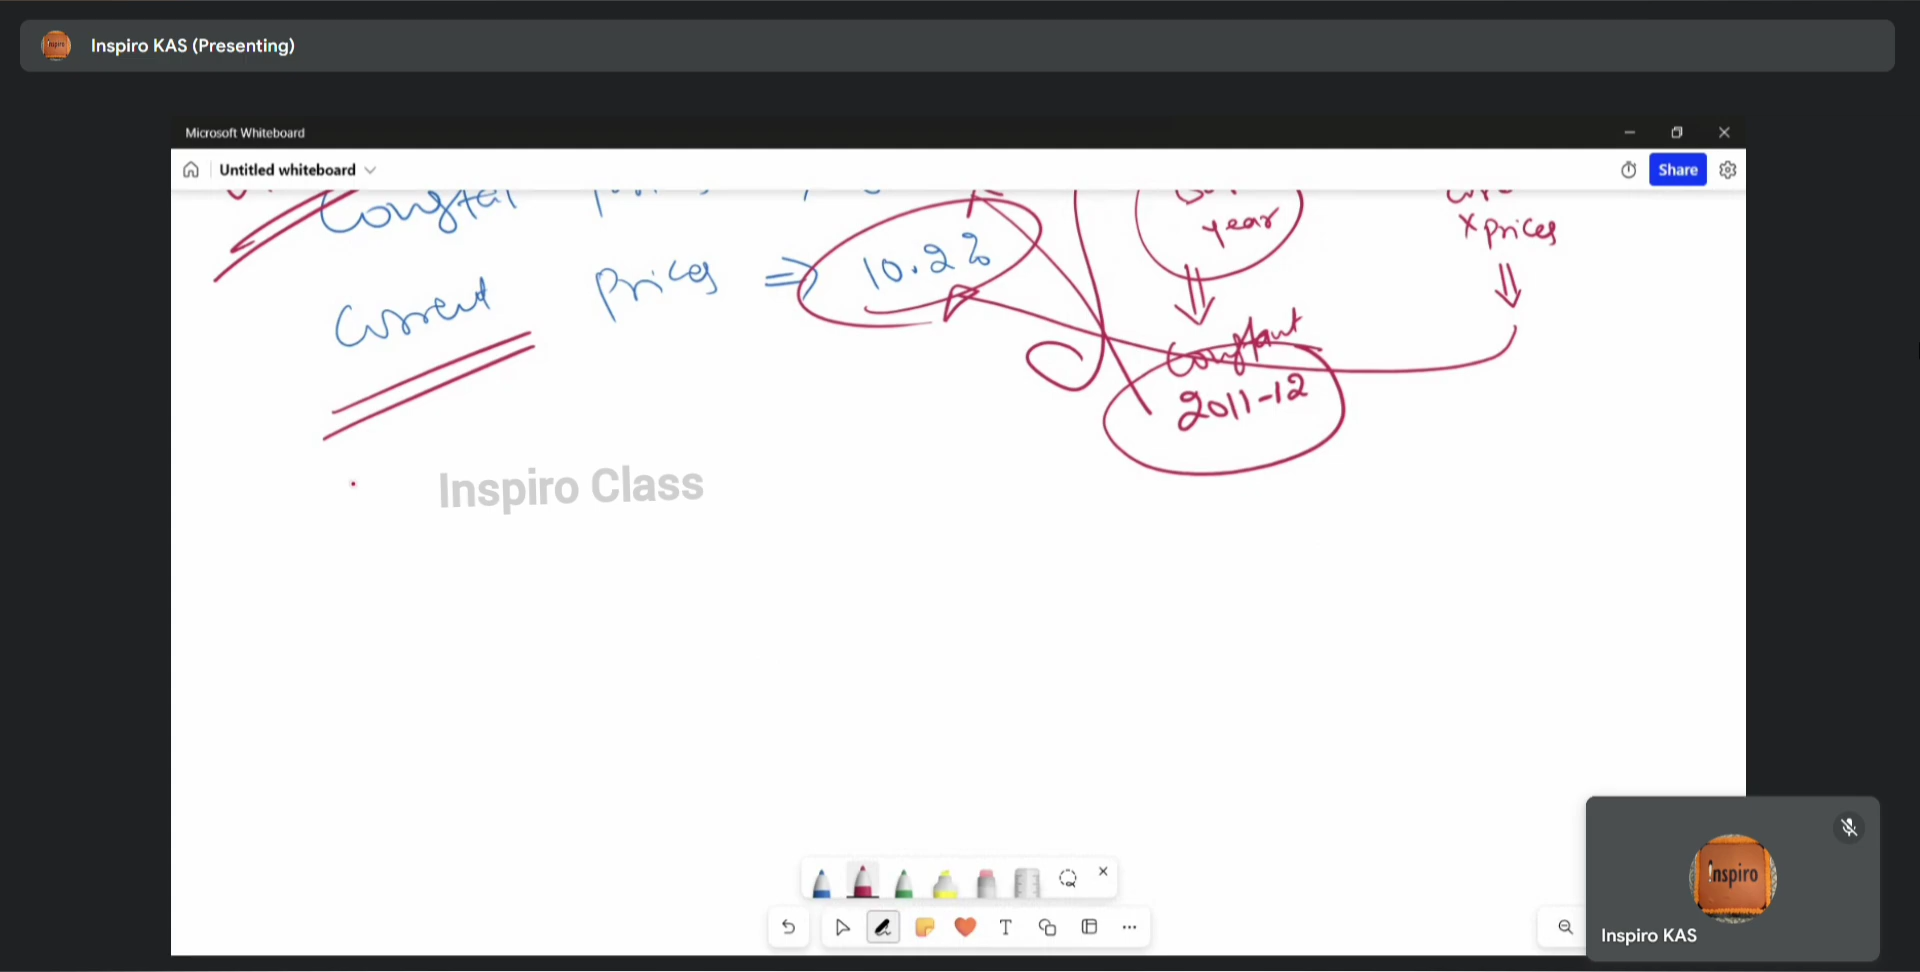 Inspiro KAS (Presenting)
Microsoft Whiteboard
Untitled whiteboard
Share
year
x prices
Current Prices ⇒ 10.2%
Constant
2011-12
Inspiro Class
Inspiro
Inspiro KAS